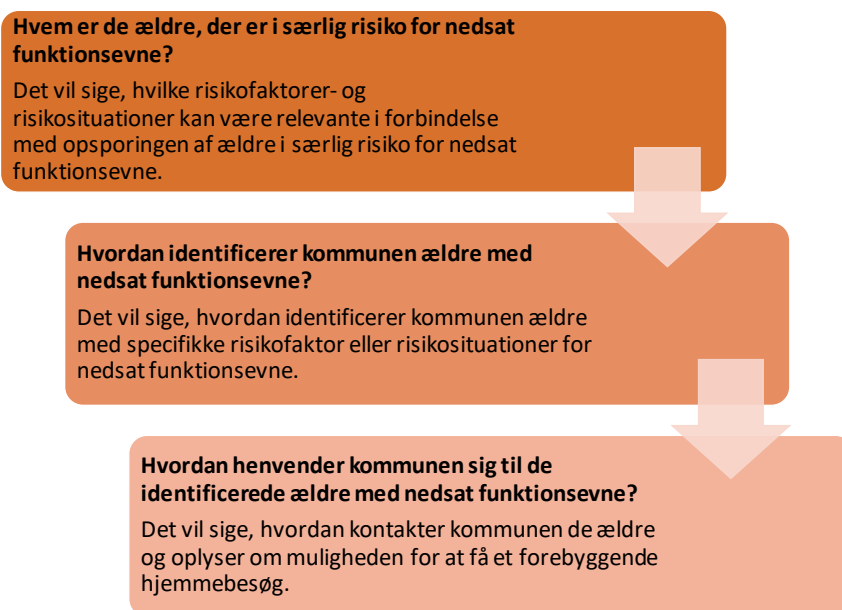 Hvem er de ældre, der er i særlig risiko for nedsat
funktionsevne?
Det vil sige, hvilke risikofaktorer- og
risikosituationer kan være relevante i forbindelse
med opsporingen af ældre i særlig risiko for nedsat
funktionsevne.
Hvordan identificerer kommunen ældre med
nedsat funktionsevne?
Det vil sige, hvordan identificerer kommunen ældre
med specifikke risikofaktor eller risikosituationer for
nedsat funktionsevne.
Hvordan henvender kommunen sig til de
identificerede ældre med nedsat funktionsevne?
Det vil sige, hvordan kontakter kommunen de ældre
og oplyser om muligheden for at få et forebyggende
hjemmebesøg.